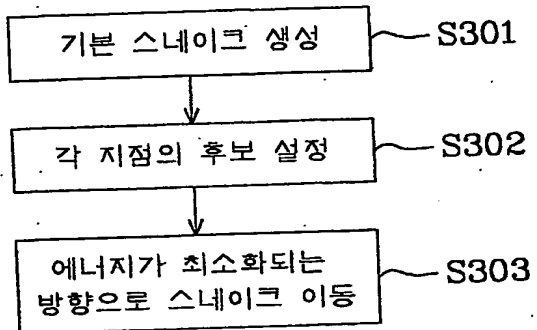 기본 스네이크 생성
S301
각 지점의 후보 설정
S302
에너지가 최소화되는
방향으로 스네이크 이동
S303